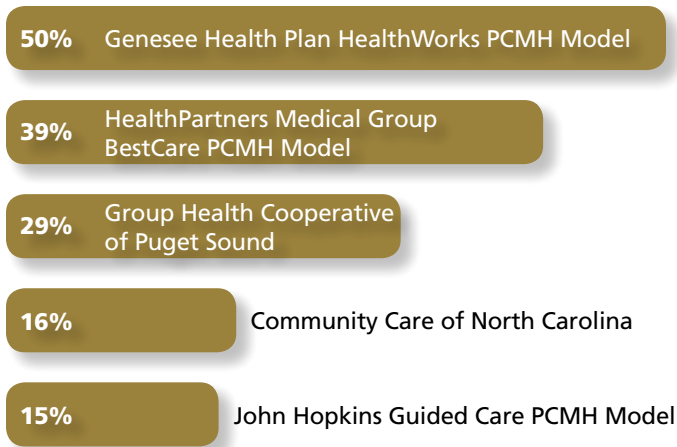 50% Genesee Health Plan HealthWorks PCMH Model
39% HealthPartners Medical Group
BestCare PCMH Model
29% Group Health Cooperative
of Puget Sound
16% Community Care of North Carolina
15% John Hopkins Guided Care PCMH Model